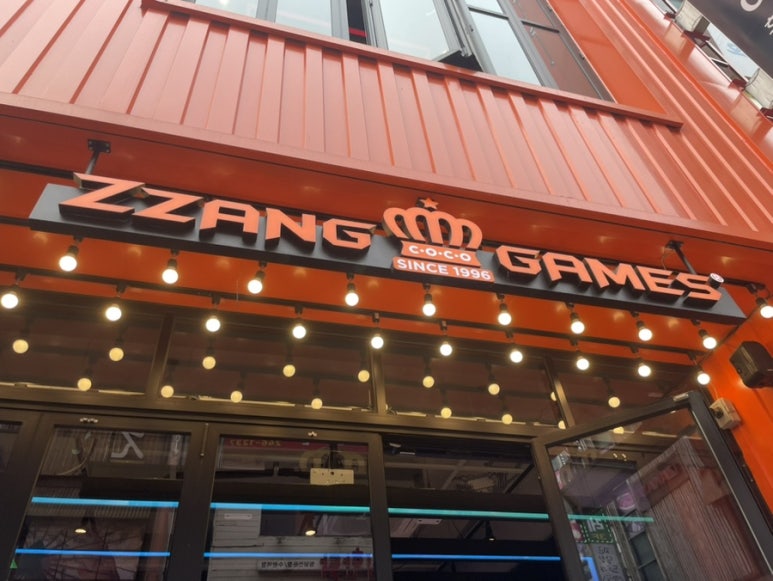 ZZANG
C·O·C·O
SINCE 1996
GAMES